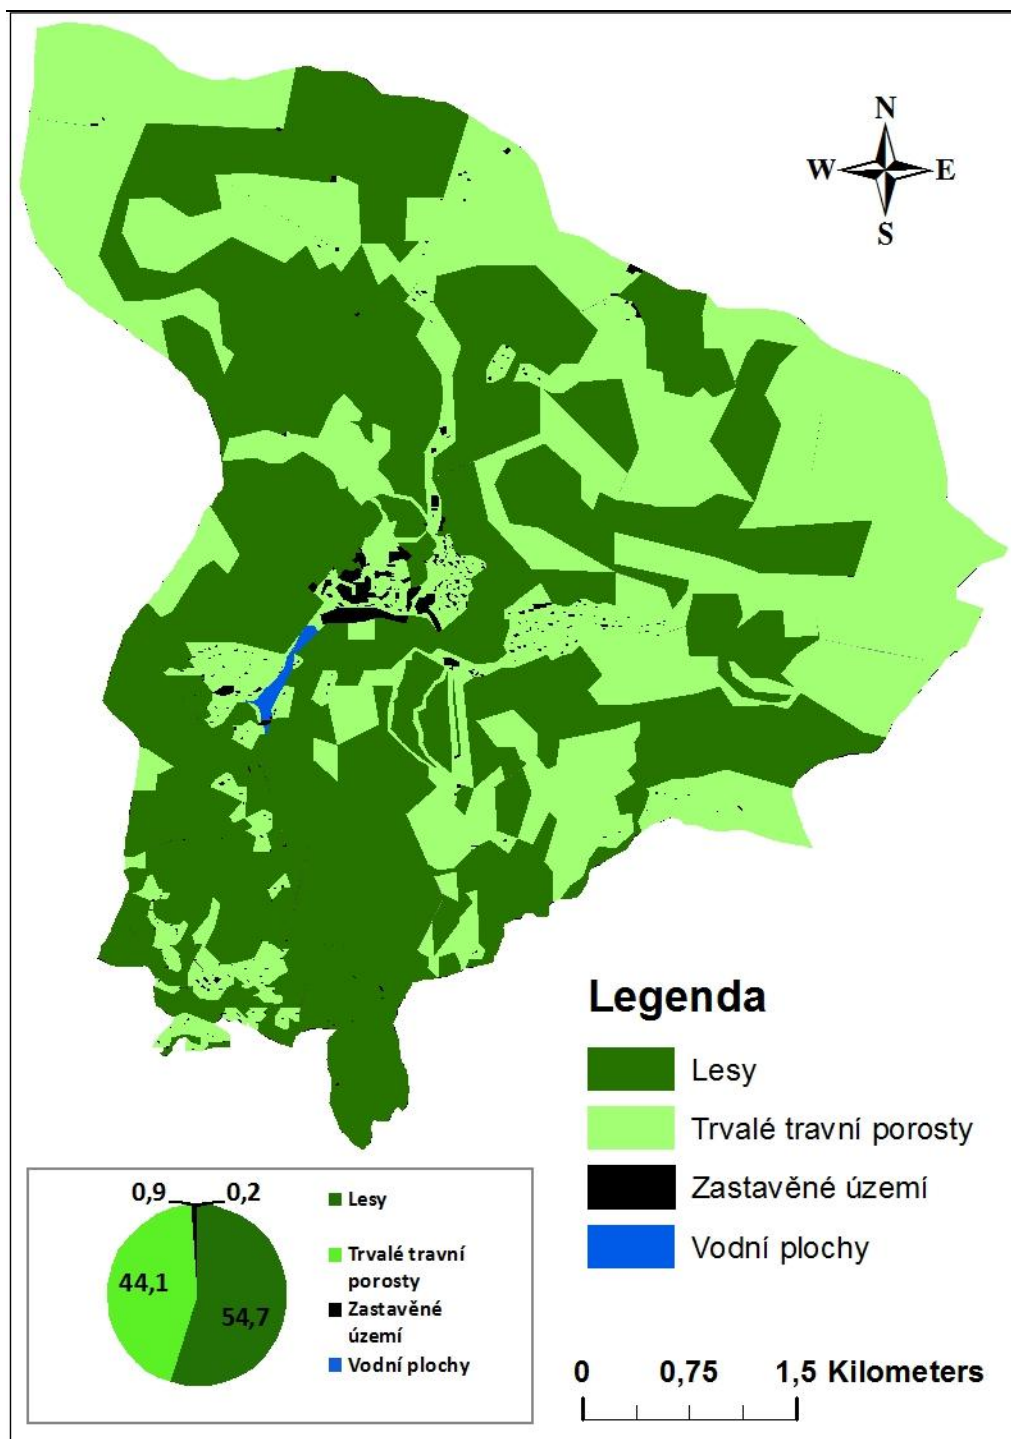 N
W E
S
Legenda
Lesy
Trvalé travní porosty
Zastavěné území
Vodní plochy
0,9 0,2
44,1
54,7
Lesy
Trvalé travní
porosty
Zastavěné
území
Vodní plochy
0 0,75 1,5 Kilometers